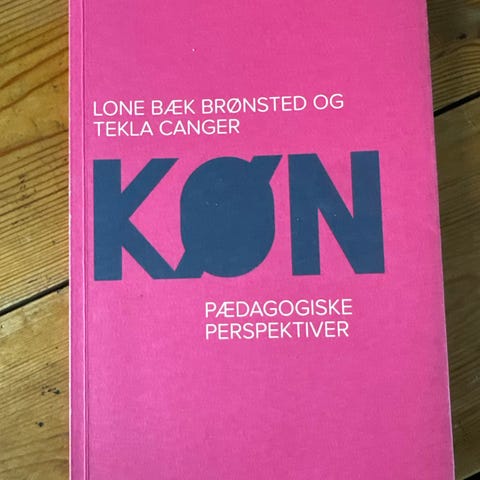 LONE BÆK BRØNSTED OG
TEKLA CANGER
KØN
PÆDAGOGISKE
PERSPEKTIVER